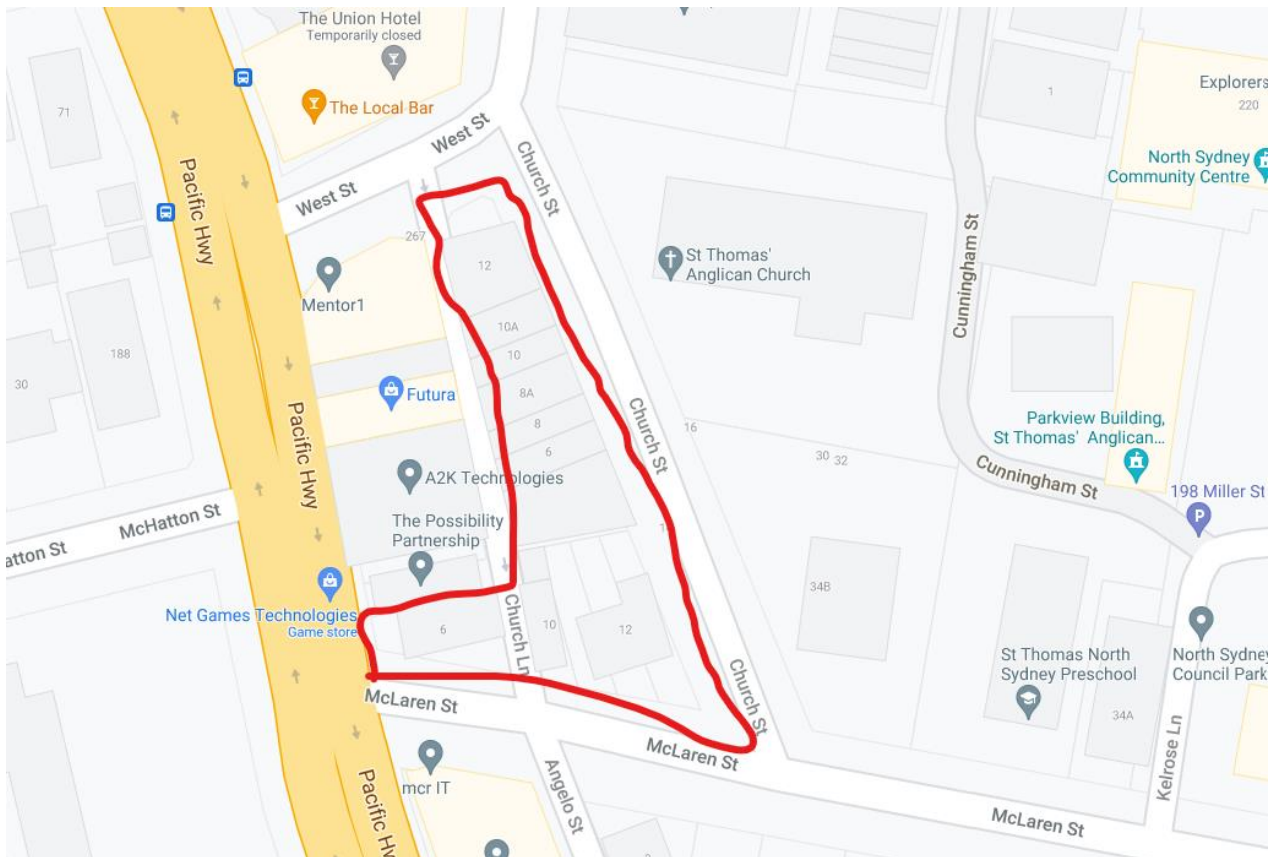 The Union Hotel
Temporarily closed
The Local Bar
71
Pacific Hwy
West St
West St
Church St
1
Explorers
220
North Sydney
Community Centre
Cunningham St
267
12
St Thomas'
Anglican Church
Mentor1
188
30
10A
10
8A
8
6
Futura
Pacific Hwy
Church St
16
30 32
Parkview Building,
St Thomas' Anglican...
Cunningham St
198 Miller St
P
A2K Technologies
McHatton St
atton St
The Possibility
Partnership
Net Games Technologies
Game store
6
Church Ln
10
12
34B
St Thomas North
Sydney Preschool
North Sydney
Council Park
34A
McLaren St
Church St
McLaren St
Kelrose Ln
mcr IT
Angelo St
Pacific Hw
McLaren St